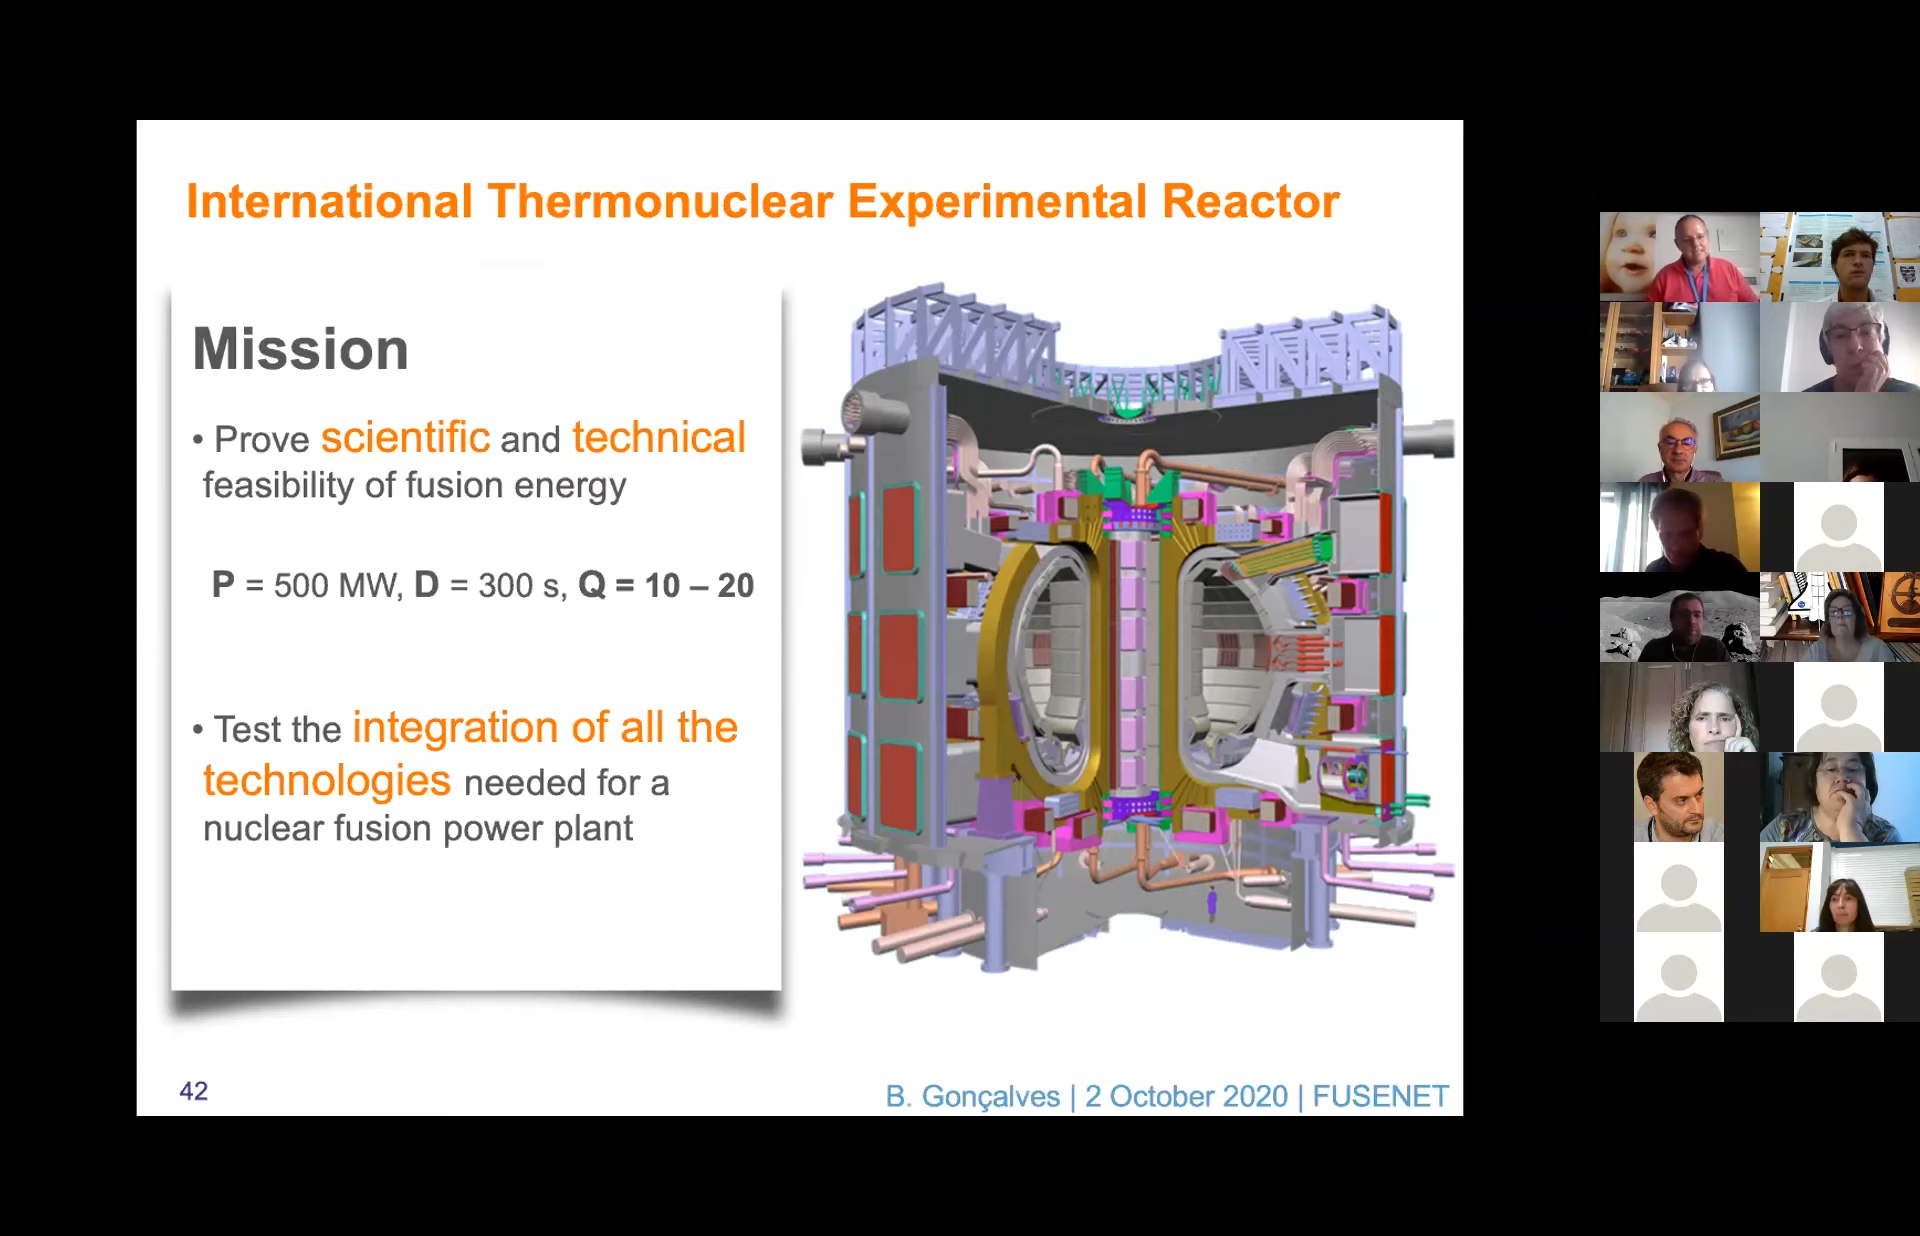 International Thermonuclear Experimental Reactor
Mission
• Prove scientific and technical
feasibility of fusion energy
P = 500 MW, D = 300 s, Q = 10 – 20
• Test the integration of all the
technologies needed for a
nuclear fusion power plant
42
B. Gonçalves | 2 October 2020 | FUSENET